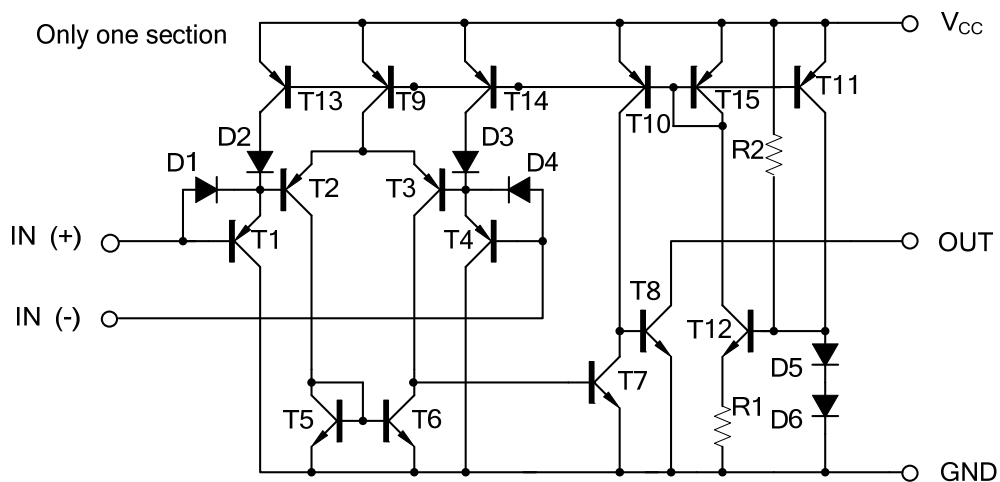 Only one section
V_CC
T13
T9
T14
T10
T15
T11
D2
D3
D1
D4
R2
T2
T3
IN (+)
T1
T4
OUT
IN (-)
T8
T12
T7
D5
T5
T6
R1
D6
GND